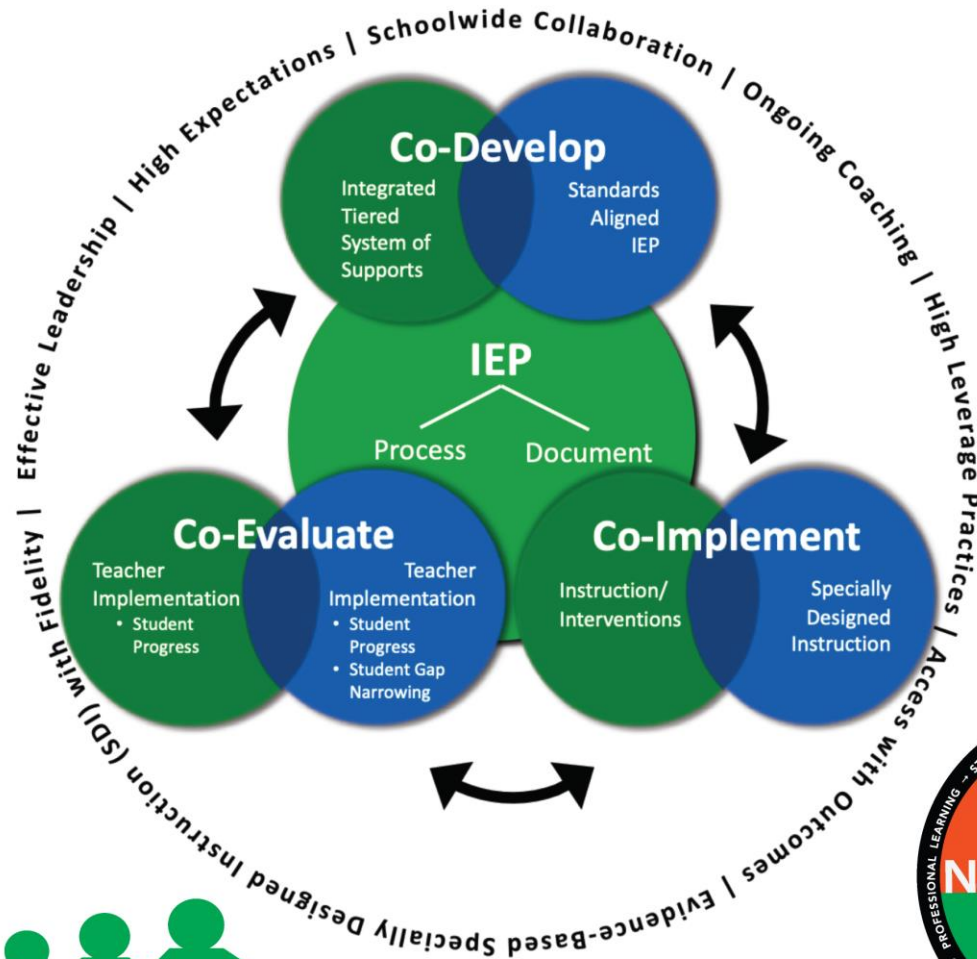 Effective Leadership | High Expectations | Schoolwide Collaboration | Ongoing Coaching | High Leverage Practices | Access with Outcomes | Evidence-Based Specially Designed Instruction (SDI) with Fidelity |
Co-Develop
Integrated
Tiered
System of
Supports
Standards
Aligned
IEP
IEP
Process
Document
Co-Evaluate
Teacher
Implementation
• Student
Progress
Teacher
Implementation
• Student
Progress
• Student Gap
Narrowing
Co-Implement
Instruction/
Interventions
Specially
Designed
Instruction
PROFESSIONAL LEARNING →
N